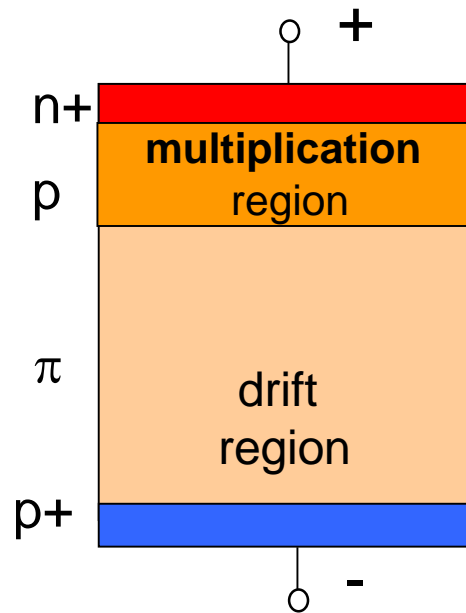 +
n+
multiplication
region
p
π
drift
region
p+
-